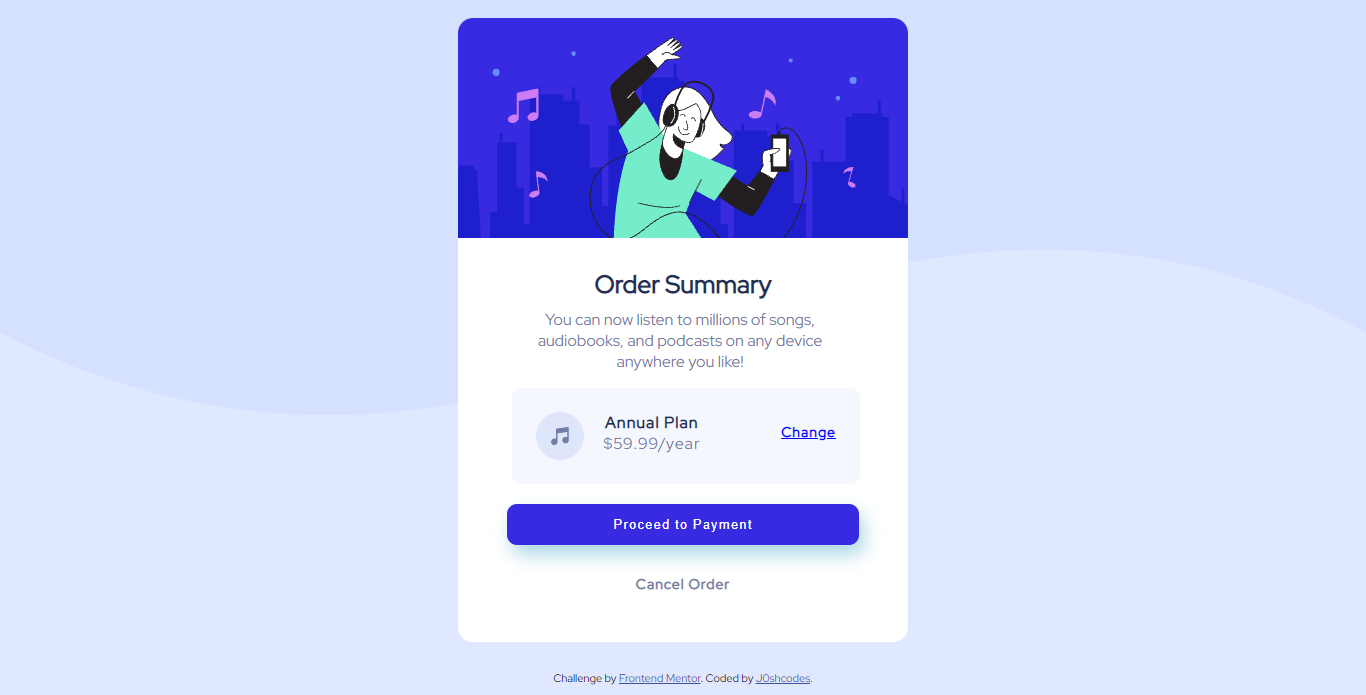 Order Summary
You can now listen to millions of songs,
audiobooks, and podcasts on any device
anywhere you like!
Annual Plan
$59.99/year
Change
Proceed to Payment
Cancel Order
Challenge by Frontend Mentor. Coded by J0shcodes.